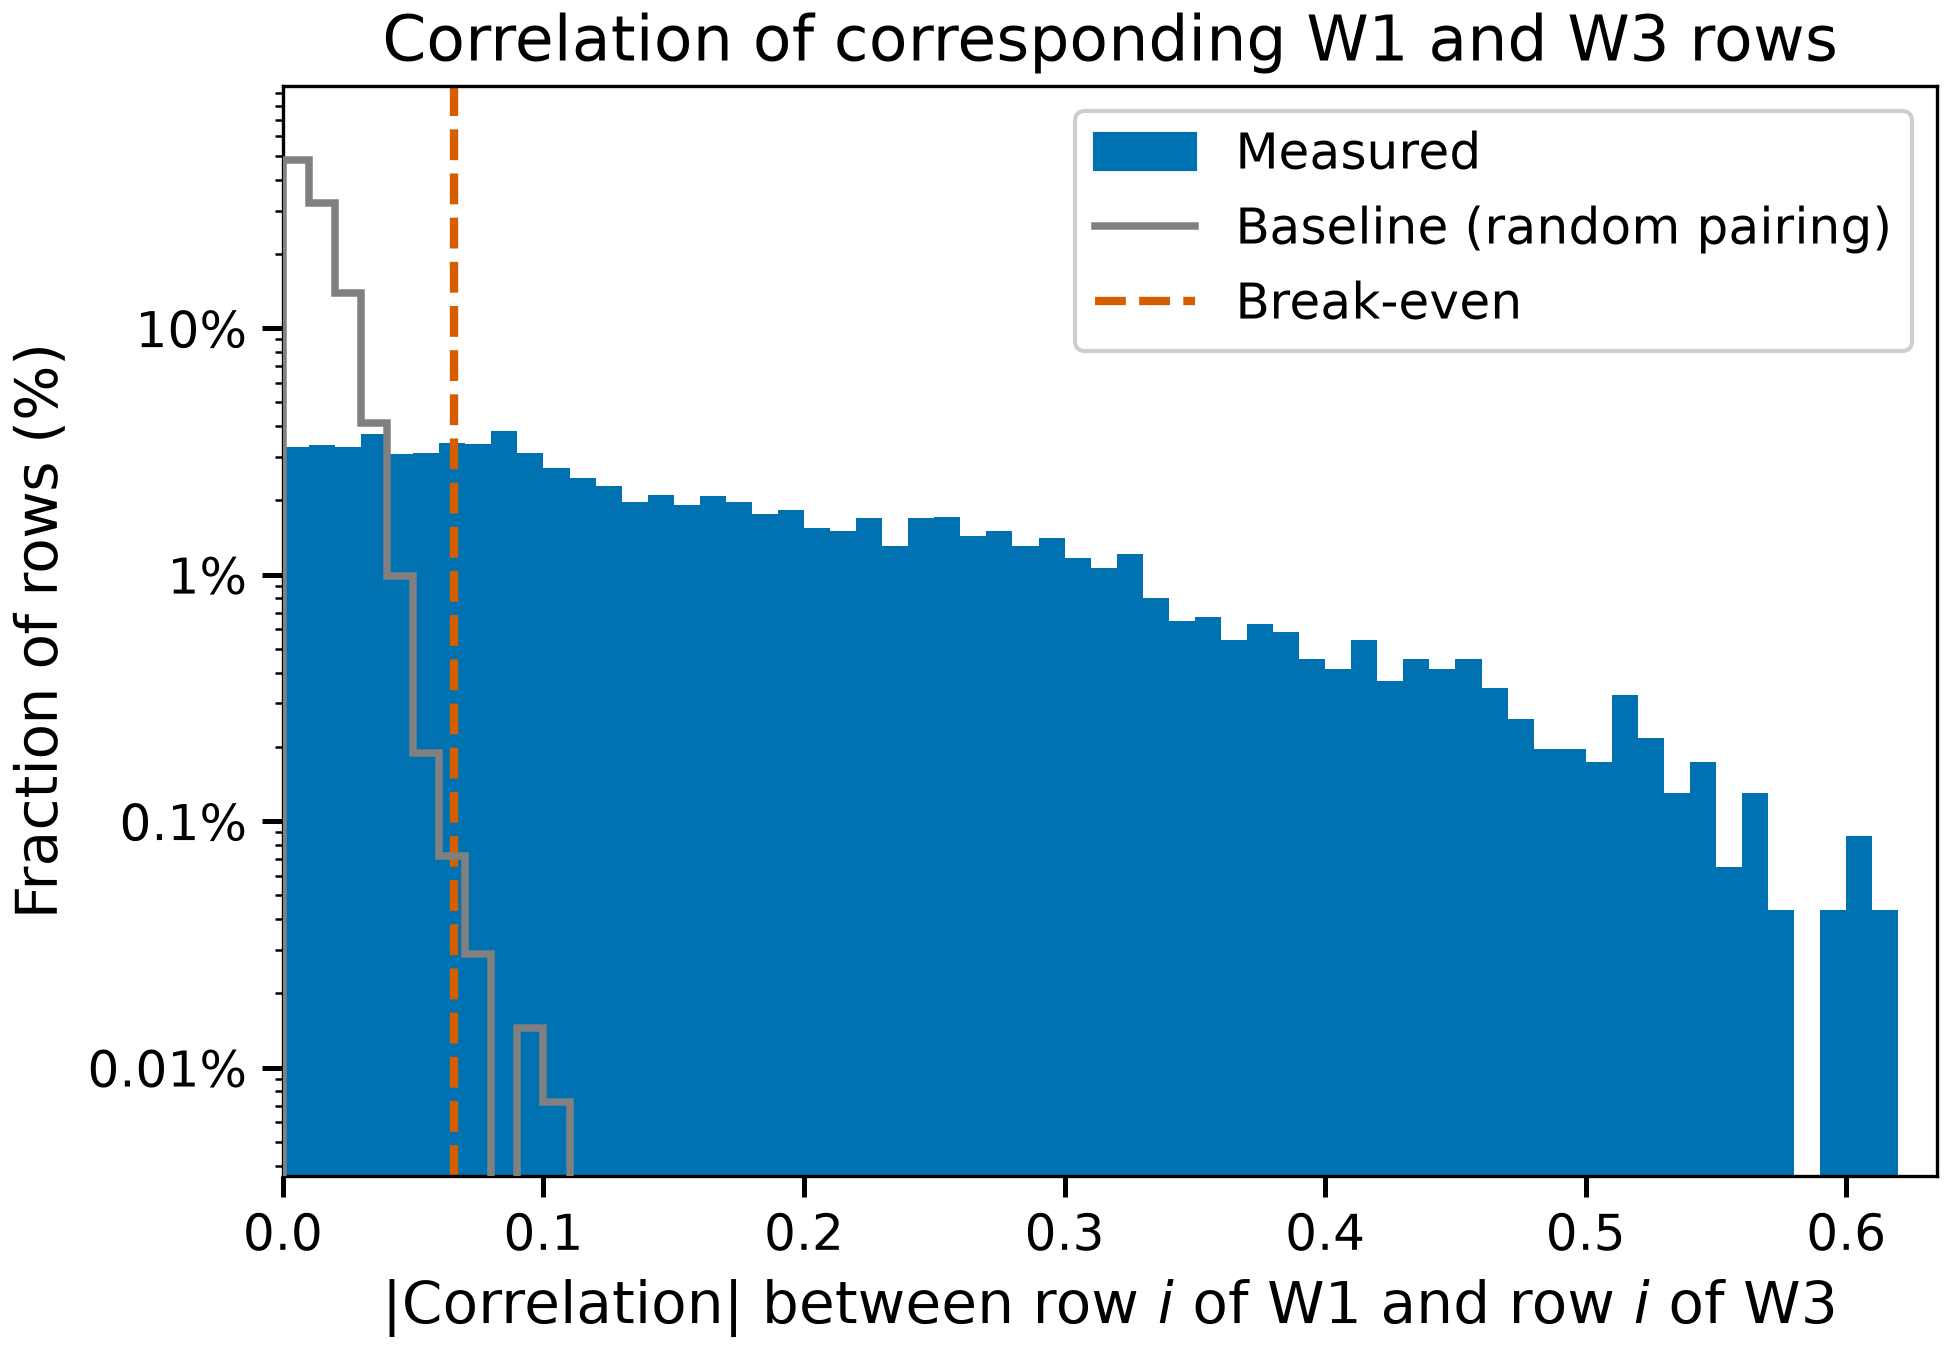 Correlation of corresponding W1 and W3 rows
Measured
Baseline (random pairing)
Break-even
Fraction of rows (%)
10%
1%
0.1%
0.01%
0.0 0.1 0.2 0.3 0.4 0.5 0.6
|Correlation| between row i of W1 and row i of W3